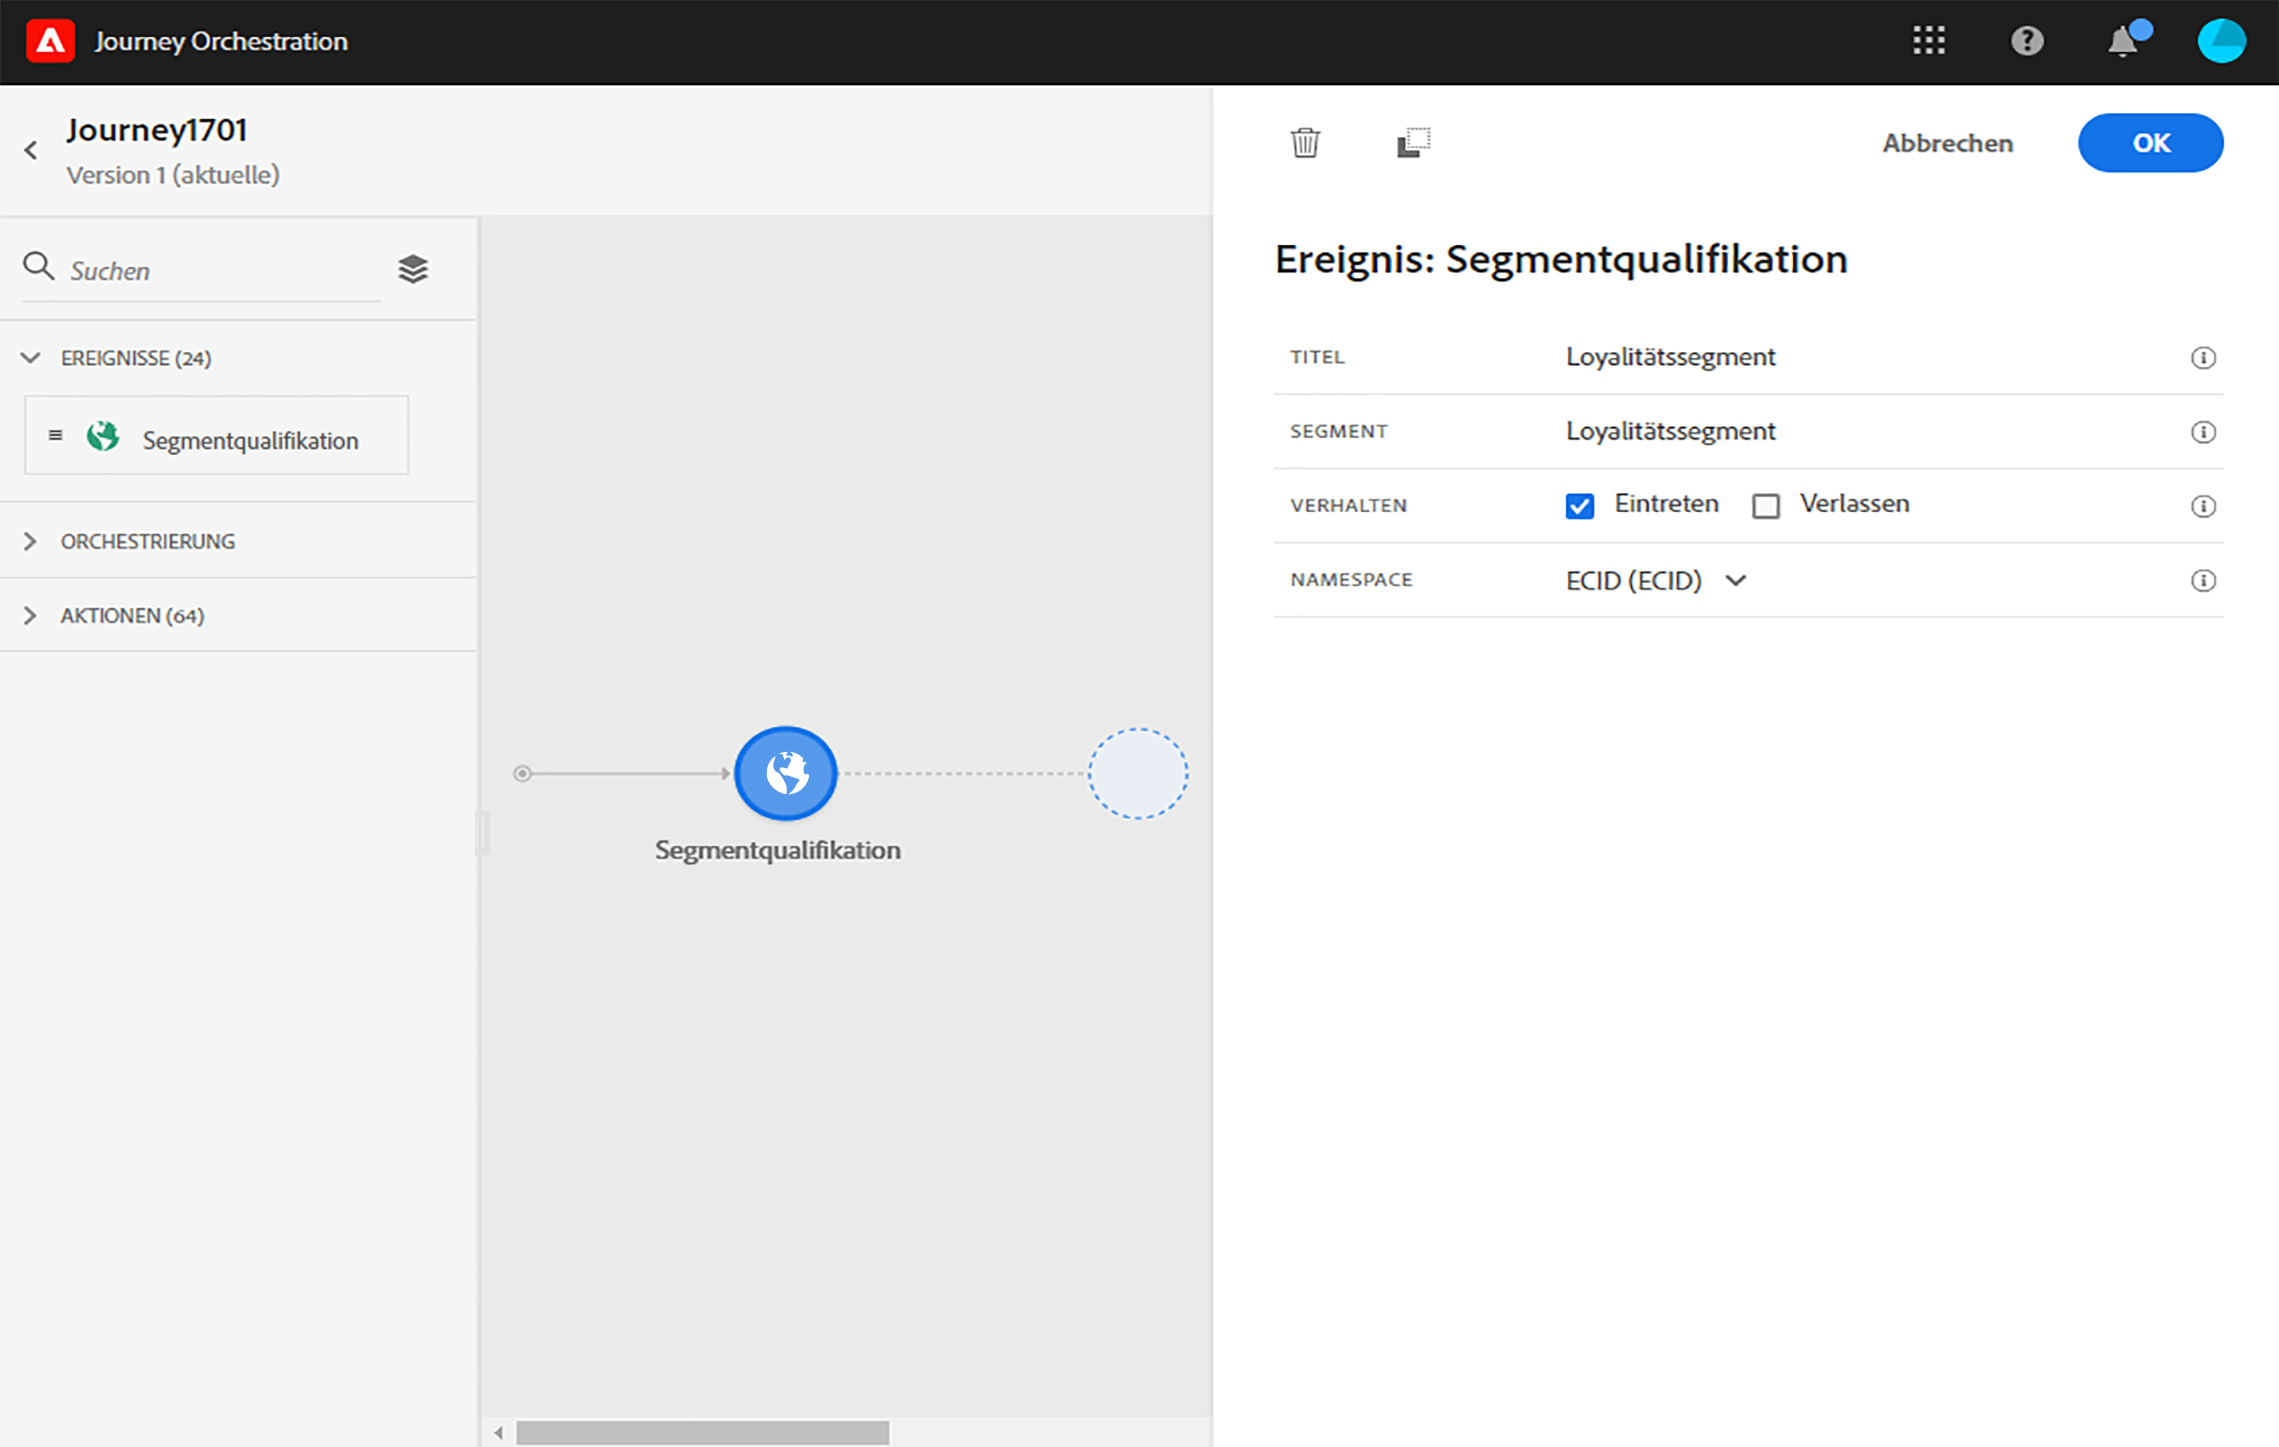 Journey Orchestration
Journey1701
Version 1 (aktuelle)
Abbrechen
OK
Suchen
EREIGNISSE (24)
Segmentqualifikation
ORCHESTRIERUNG
AKTIONEN (64)
Segmentqualifikation
Ereignis: Segmentqualifikation
TITEL Loyalitätssegment
SEGMENT Loyalitätssegment
VERHALTEN Eintreten Verlassen
NAMESPACE ECID (ECID)